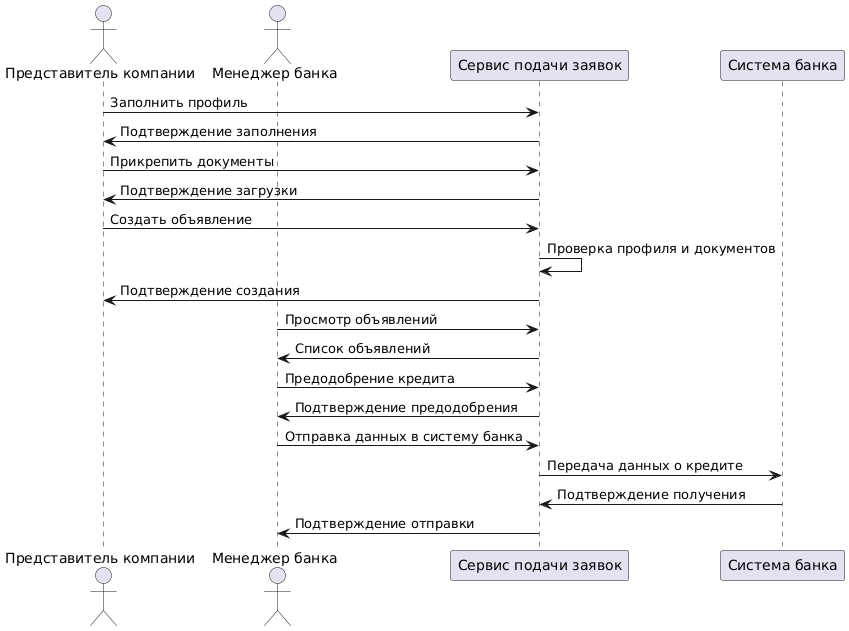 Представитель компании
Менеджер банка
Сервис подачи заявок
Система банка
Заполнить профиль
Подтверждение заполнения
Прикрепить документы
Подтверждение загрузки
Создать объявление
Проверка профиля и документов
Подтверждение создания
Просмотр объявлений
Список объявлений
Предодобрение кредита
Подтверждение предодобрения
Отправка данных в систему банка
Передача данных о кредите
Подтверждение получения
Подтверждение отправки
Представитель компании
Менеджер банка
Сервис подачи заявок
Система банка